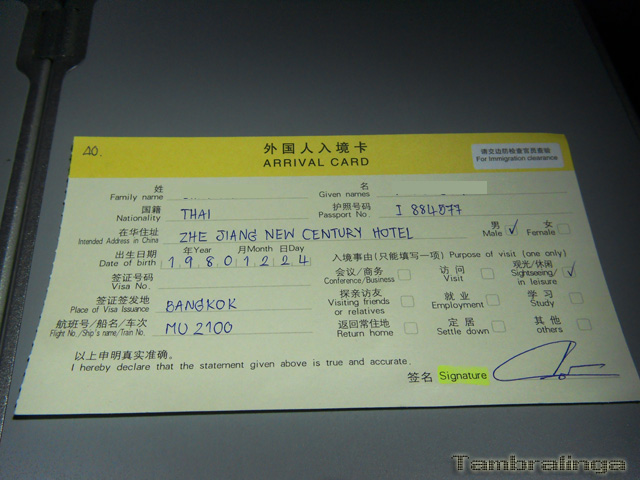 AO.
外国人入境卡
ARRIVAL CARD
请交边防检查官员查验
For Immigration clearance
姓 Family name
名 Given names
国籍 Nationality THAI 护照号码 Passport No. I 884877
在华住址 Intended Address in China ZHE JIANG NEW CENTURY HOTEL 男 Male ✓ 女 Female
出生日期 Date of birth 年Year 月Month 日Day 1 9 8 0 1 2 2 4
入境事由(只能填写一项) Purpose of visit (one only)
签证号码 Visa No.
会议/商务 Conference/Business 访问 Visit 观光/休闲 Sightseeing/ in leisure ✓
签证签发地 Place of Visa Issuance BANGKOK
探亲访友 Visiting friends or relatives 就业 Employment 学习 Study
航班号/船名/车次 Flight No./Ship's name/Train No. MU 2100
返回常住地 Return home 定居 Settle down 其他 others
以上申明真实准确。
I hereby declare that the statement given above is true and accurate.
签名 Signature
Tambralinga